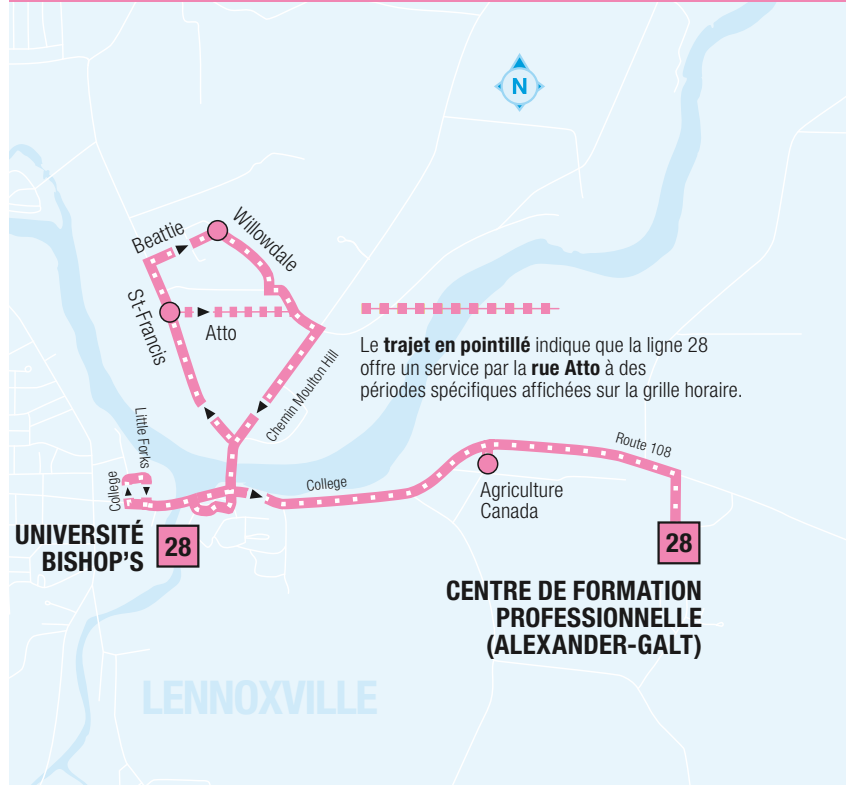 N
Willowdale
Beattie
St-Francis
Atto
Le trajet en pointillé indique que la ligne 28
offre un service par la rue Atto à des
périodes spécifiques affichées sur la grille horaire.
Chemin Moulton Hill
Little Forks
College
College
Route 108
Agriculture
Canada
UNIVERSITÉ
BISHOP'S
28
28
CENTRE DE FORMATION
PROFESSIONNELLE
(ALEXANDER-GALT)
LENNOXVILLE